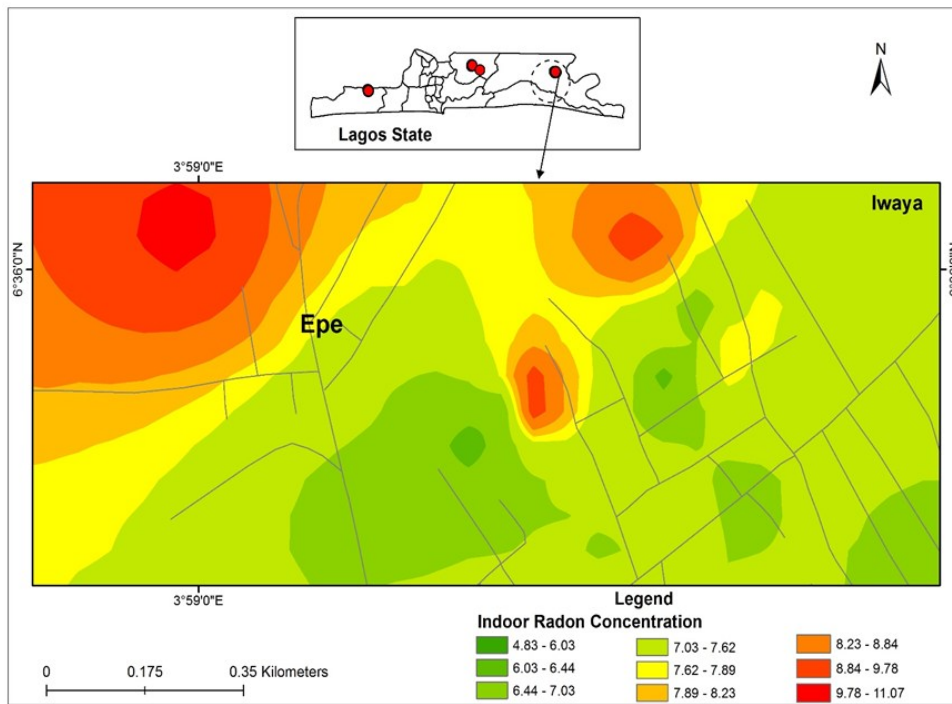 N
Lagos State
3°59'0"E
Iwaya
6°36'0"N
6°36'0"N
Epe
3°59'0"E
Legend
Indoor Radon Concentration
4.83 - 6.03
6.03 - 6.44
6.44 - 7.03
7.03 - 7.62
7.62 - 7.89
7.89 - 8.23
8.23 - 8.84
8.84 - 9.78
9.78 - 11.07
0 0.175 0.35 Kilometers